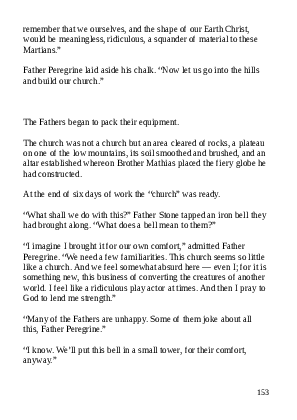 remember that we ourselves, and the shape of our Earth Christ,
would be meaningless, ridiculous, a squander of material to these
Martians.”
Father Peregrine laid aside his chalk. “Now let us go into the hills
and build our church.”
The Fathers began to pack their equipment.
The church was not a church but an area cleared of rocks, a plateau
on one of the low mountains, its soil smoothed and brushed, and an
altar established whereon Brother Mathias placed the fiery globe he
had constructed.
At the end of six days of work the “church” was ready.
“What shall we do with this?” Father Stone tapped an iron bell they
had brought along. “What does a bell mean to them?”
“I imagine I brought it for our own comfort,” admitted Father
Peregrine. “We need a few familiarities. This church seems so little
like a church. And we feel somewhat absurd here — even I; for it is
something new, this business of converting the creatures of another
world. I feel like a ridiculous play actor at times. And then I pray to
God to lend me strength.”
“Many of the Fathers are unhappy. Some of them joke about all
this, Father Peregrine.”
“I know. We’ll put this bell in a small tower, for their comfort,
anyway.”
153